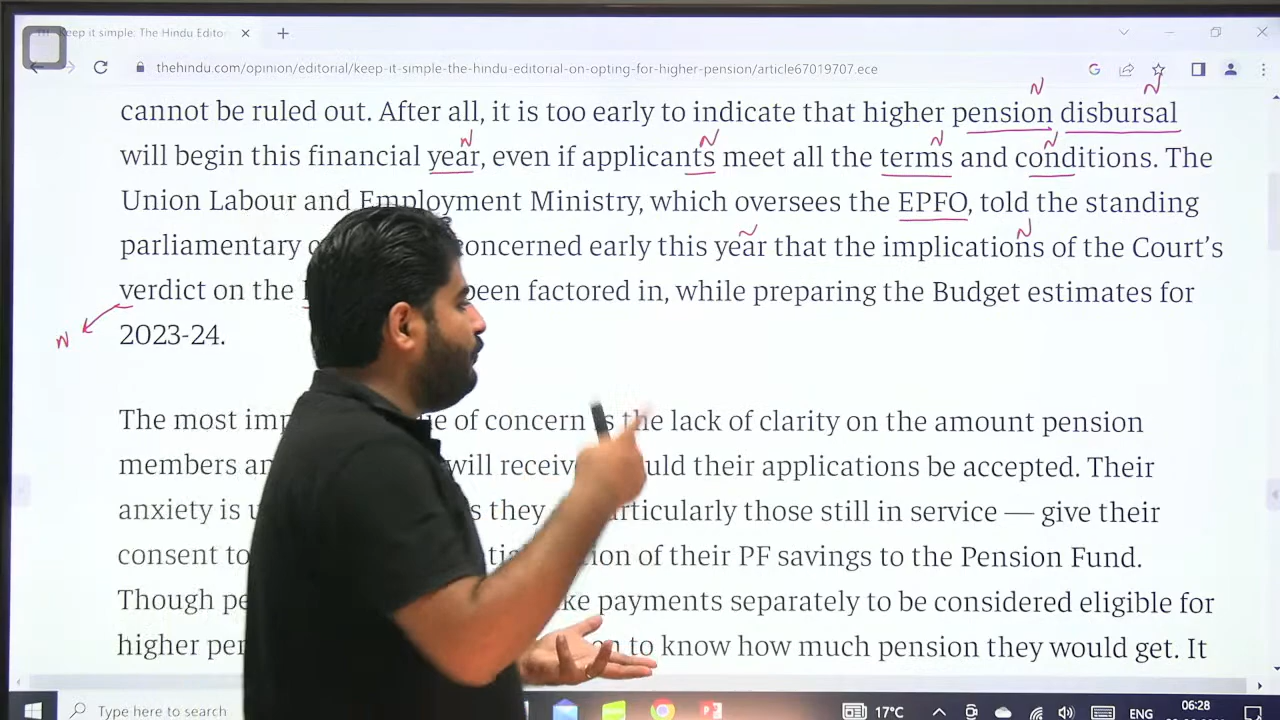 Keep it simple: The Hindu Edito
thehindu.com/opinion/editorial/keep-it-simple-the-hindu-editorial-on-opting-for-higher-pension/article67019707.ece
N N
cannot be ruled out. After all, it is too early to indicate that higher pension disbursal
N N N N
will begin this financial year, even if applicants meet all the terms and conditions. The
Union Labour and Employment Ministry, which oversees the EPFO, told the standing
N
parliamentary concerned early this year that the implications of the Court's
verdict on the been factored in, while preparing the Budget estimates for
N 2023-24.
The most of concern is the lack of clarity on the amount pension
members will receive their applications be accepted. Their
anxiety is they particularly those still in service — give their
consent to of their PF savings to the Pension Fund.
Though payments separately to be considered eligible for
higher to know how much pension they would get. It
Type here to search 17°C ENG 06:28